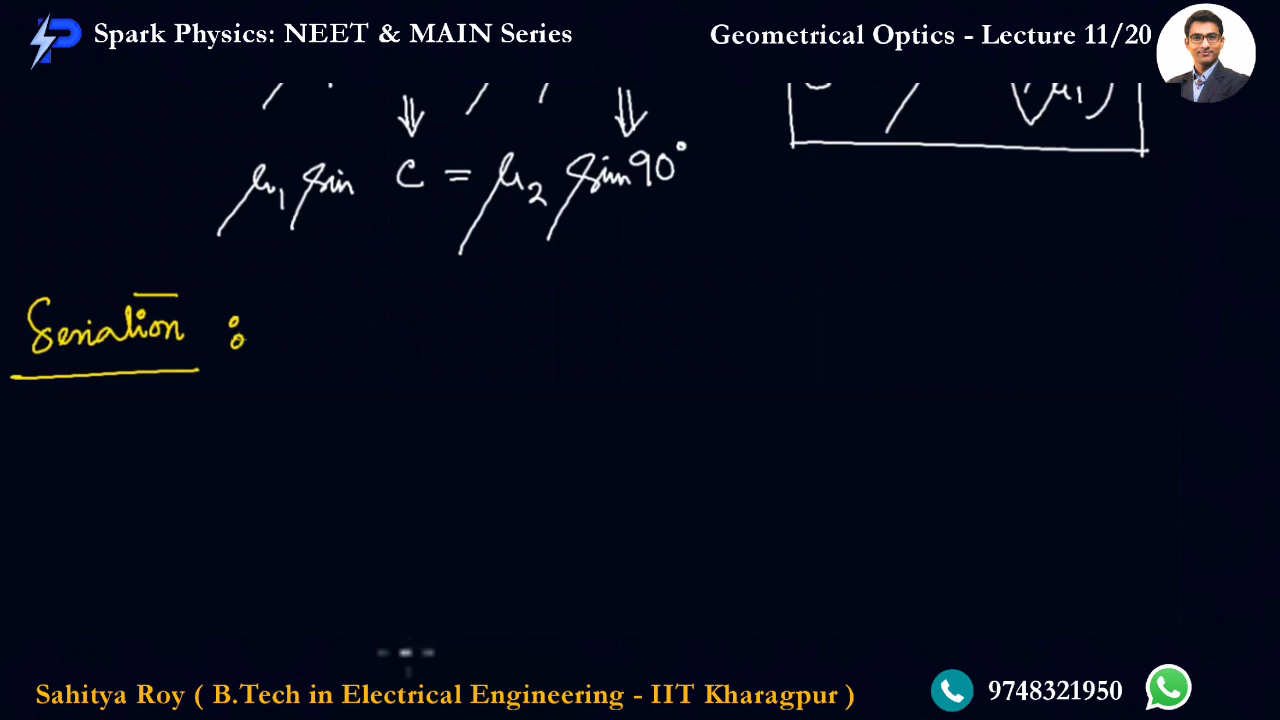 Spark Physics: NEET & MAIN Series
Geometrical Optics - Lecture 11/20
μ₁ sin c = μ₂ sin 90°
Sahitya Roy ( B.Tech in Electrical Engineering - IIT Kharagpur )
9748321950